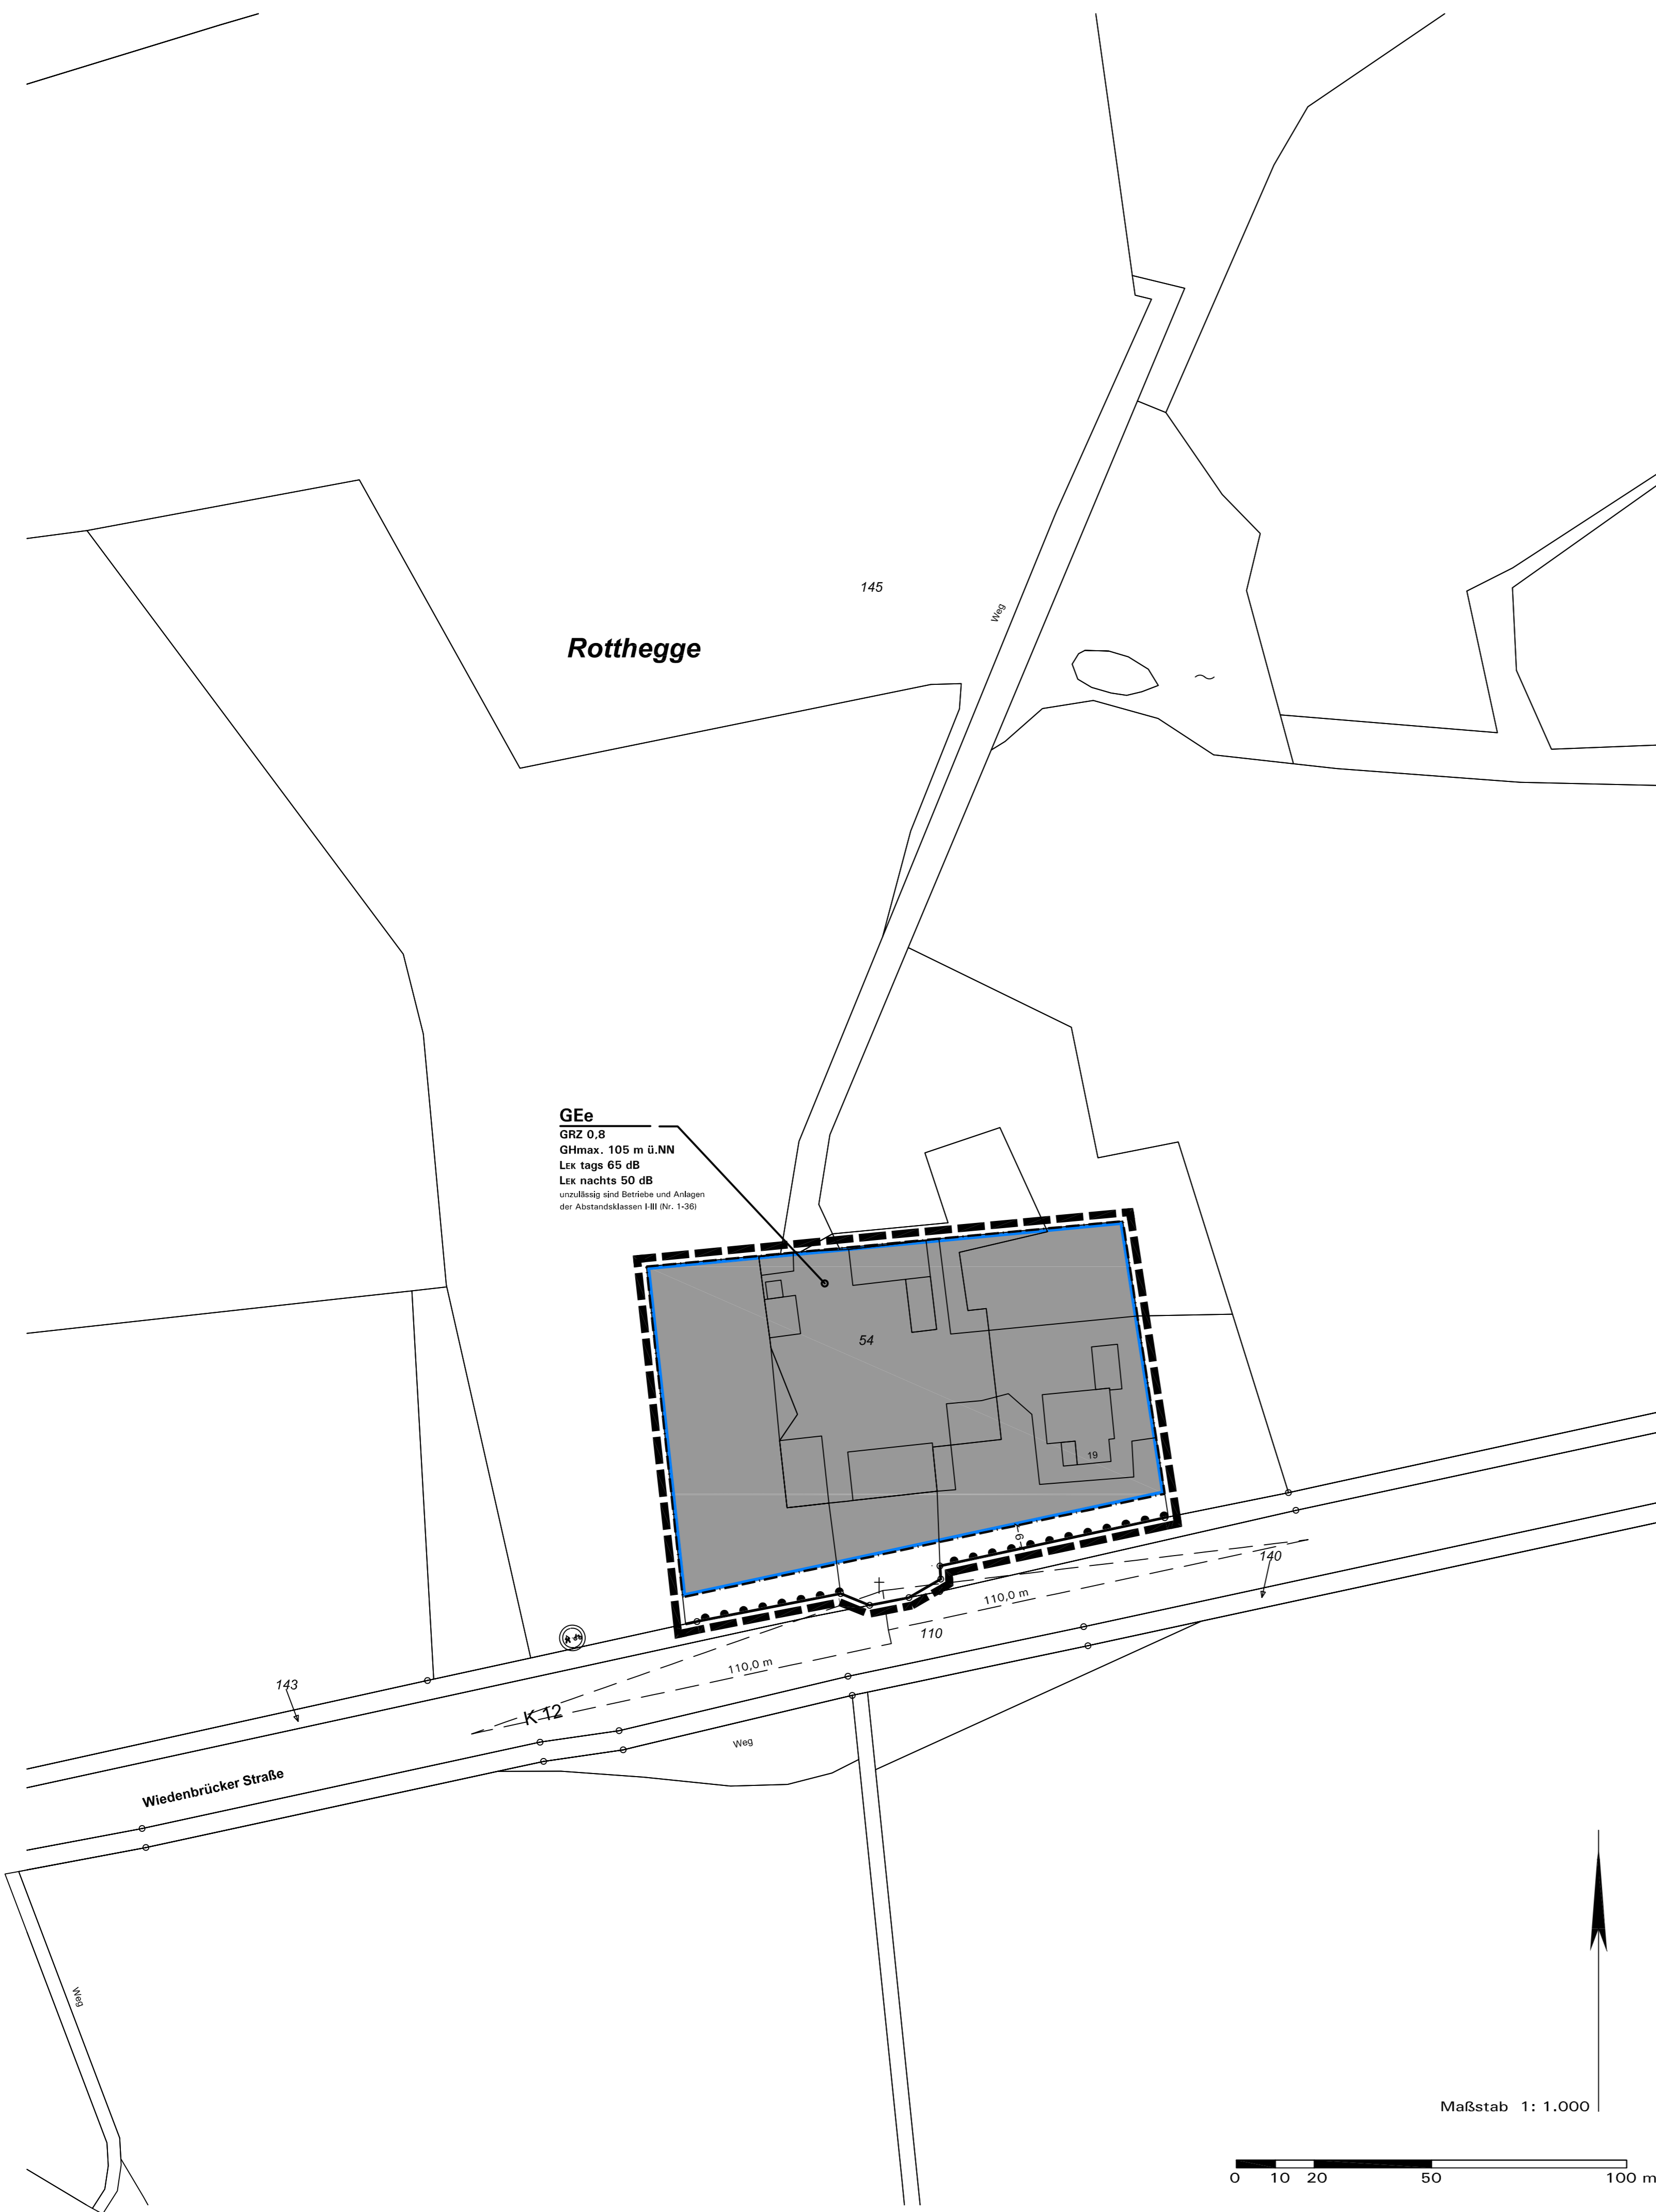 145
Weg
Rotthegge
GEe
GRZ 0,8
GHmax. 105 m ü.NN
LEK tags 65 dB
LEK nachts 50 dB
unzulässig sind Betriebe und Anlagen
der Abstandsklassen I-III (Nr. 1-36)
54
19
6
140
110,0 m
110
110,0 m
143
K 12
Weg
Wiedenbrücker Straße
Weg
Maßstab 1: 1.000
0 10 20 50 100 m